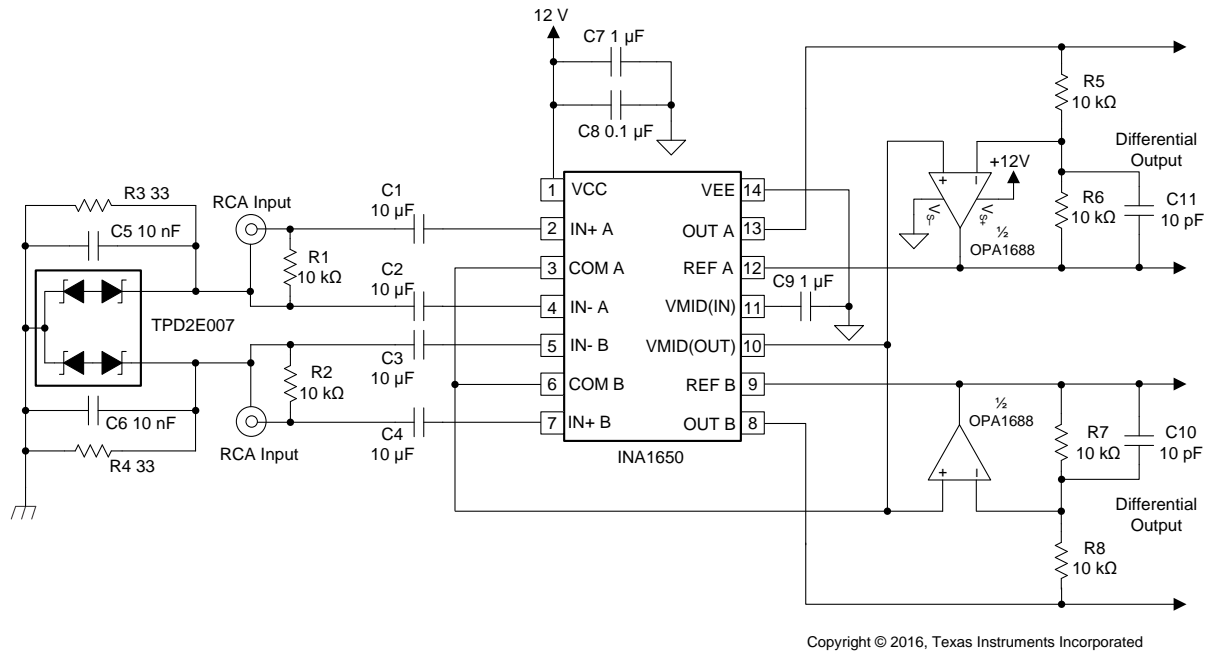 12 V
C7 1 µF
C8 0.1 µF
R3 33
C5 10 nF
TPD2E007
C6 10 nF
R4 33
RCA Input
R1
10 kΩ
R2
10 kΩ
RCA Input
C1
10 µF
C2
10 µF
C3
10 µF
C4
10 µF
1 VCC
2 IN+ A
3 COM A
4 IN- A
5 IN- B
6 COM B
7 IN+ B
VEE 14
OUT A 13
REF A 12
VMID(IN) 11
VMID(OUT) 10
REF B 9
OUT B 8
INA1650
C9 1 µF
R5
10 kΩ
Differential
Output
+12V
+
–
VS-
VS+
½
OPA1688
R6
10 kΩ
C11
10 pF
½
OPA1688
+
–
R7
10 kΩ
C10
10 pF
Differential
Output
R8
10 kΩ
Copyright © 2016, Texas Instruments Incorporated